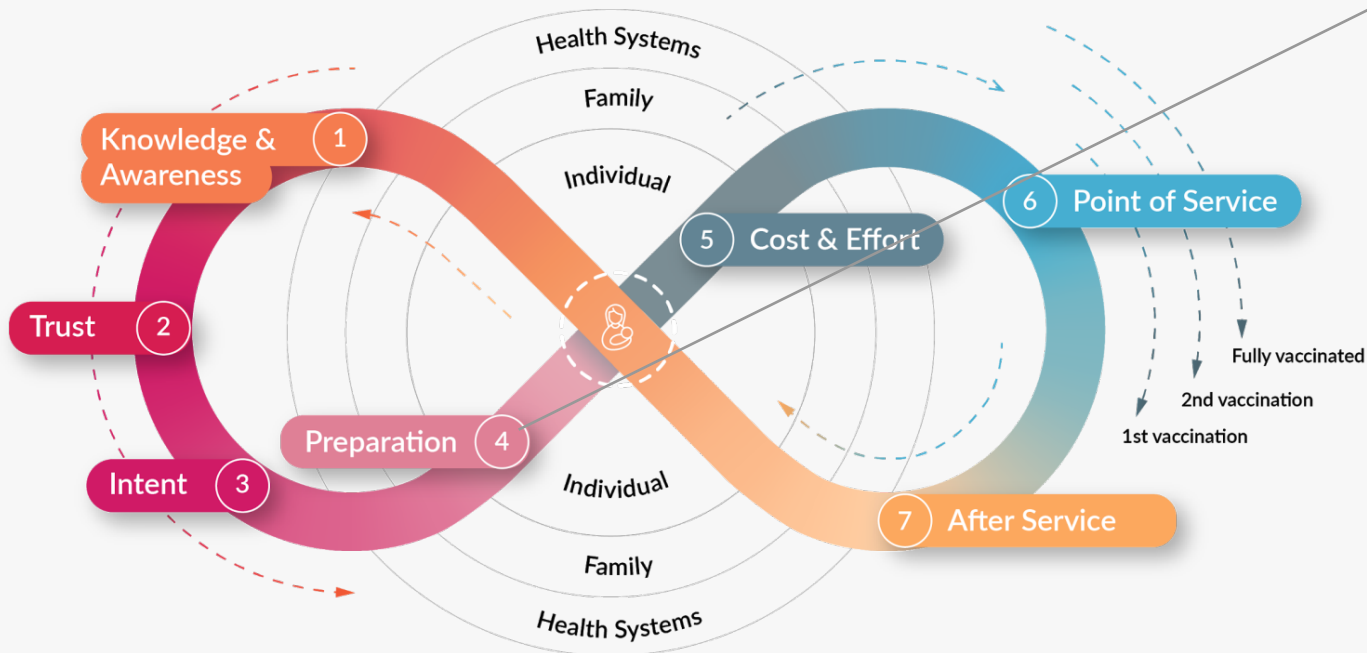 Health Systems
Family
Individual
Knowledge & 1
Awareness
Trust 2
Intent 3
Preparation 4
5 Cost & Effort
6 Point of Service
Fully vaccinated
2nd vaccination
1st vaccination
7 After Service
Individual
Family
Health Systems